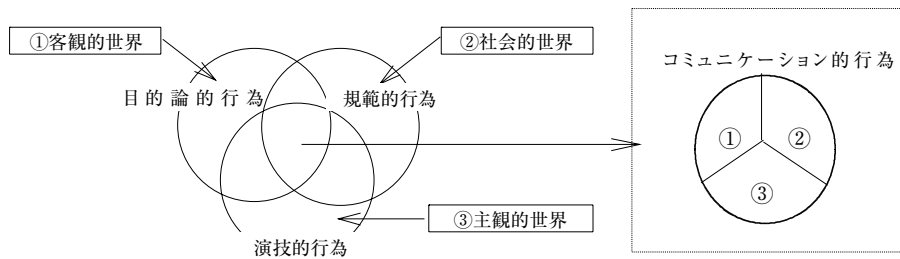 ①客観的世界
②社会的世界
コミュニケーション的行為
目的論的行為
規範的行為
①
②
③
③主観的世界
演技的行為